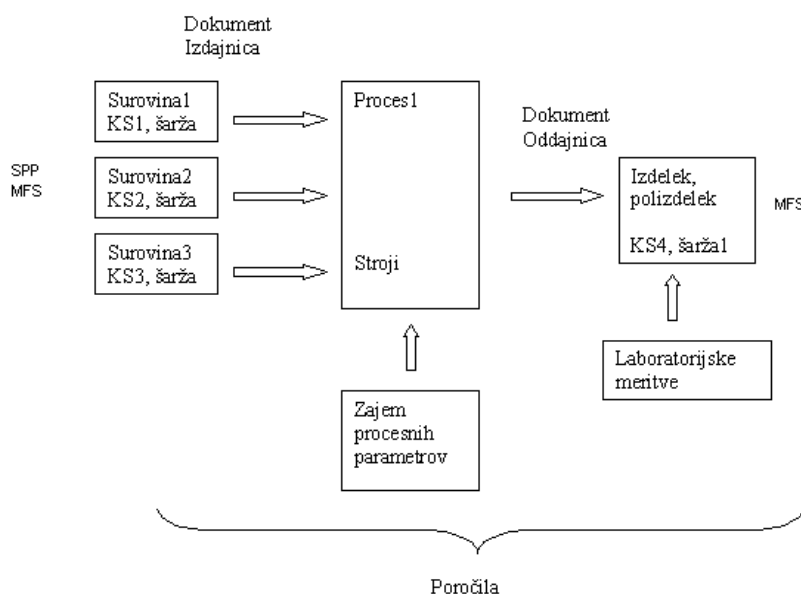 Dokument
Izdajnica
Surovina1
KS1, šarža
Proces1
Dokument
Oddajnica
SPP
MFS
Surovina2
KS2, šarža
Izdelek,
polizdelek
KS4, šarža1
MFS
Surovina3
KS3, šarža
Stroji
Laboratorijske
meritve
Zajem
procesnih
parametrov
Poročila